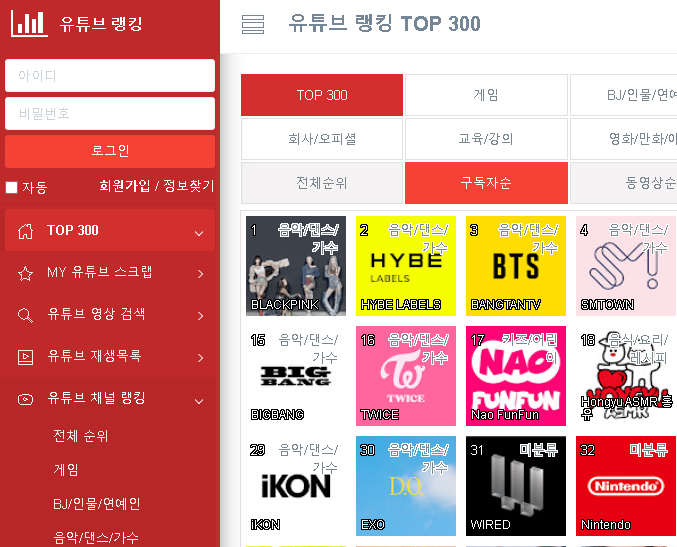 유튜브 랭킹
아이디
비밀번호
로그인
자동
회원가입 / 정보찾기
TOP 300
MY 유튜브 스크랩
유튜브 영상 검색
유튜브 재생목록
유튜브 채널 랭킹
전체 순위
게임
BJ/인물/연예인
음악/댄스/가수
유튜브 랭킹 TOP 300
TOP 300
게임
BJ/인물/연예
회사/오피셜
교육/강의
영화/만화/
전체순위
구독자순
동영상순
1 음악/댄스/
가수
BLACKPINK
2 음악/댄스/
가수
HYBE
LABELS
HYBE LABELS
3 음악/댄스/
가수
BTS
BANGTANTV
4 음악/댄스/
가수
SM
SMTOWN
15 음악/댄스/
가수
BIG
BANG
BIGBANG
16 음악/댄스/
가수
TWICE
TWICE
17 키즈/어린
이
NAO
FUNFUN
Nao FunFun
18 음식/요리/
레시피
HONGYU
ASMR
Hongyu ASMR 홍
유
29 음악/댄스/
가수
iKON
iKON
30 음악/댄스/
가수
D.O.
EXO
31 미분류
WIRED
32 미분류
Nintendo
Nintendo